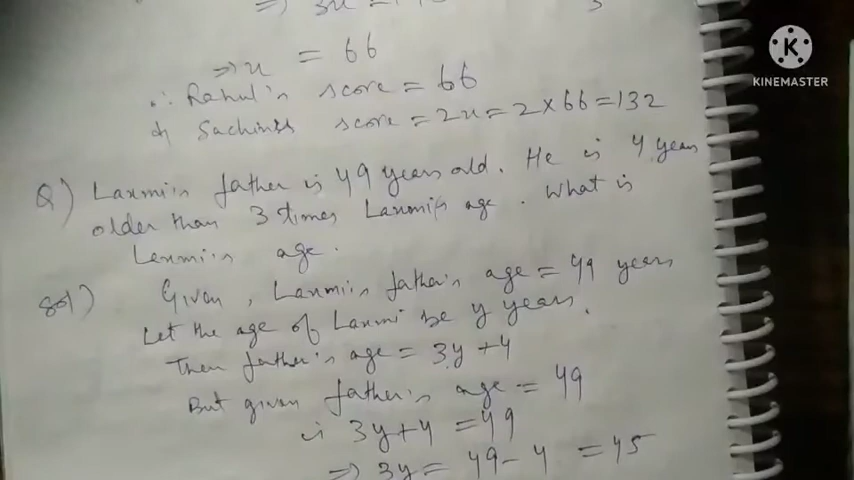 ⇒ 3x =
⇒ x = 66
∴ Rahul's score = 66
& Sachin's score = 2x = 2 × 66 = 132
Q) Laxmi's father is 49 years old. He is 4 years
older than 3 times Laxmi's age. What is
Laxmi's age.
Sol) Given, Laxmi's father's age = 49 years
Let the age of Laxmi be y years.
Then father's age = 3y + 4
But given father's age = 49
is 3y + 4 = 49
⇒ 3y = 49 - 4 = 45
KINEMASTER